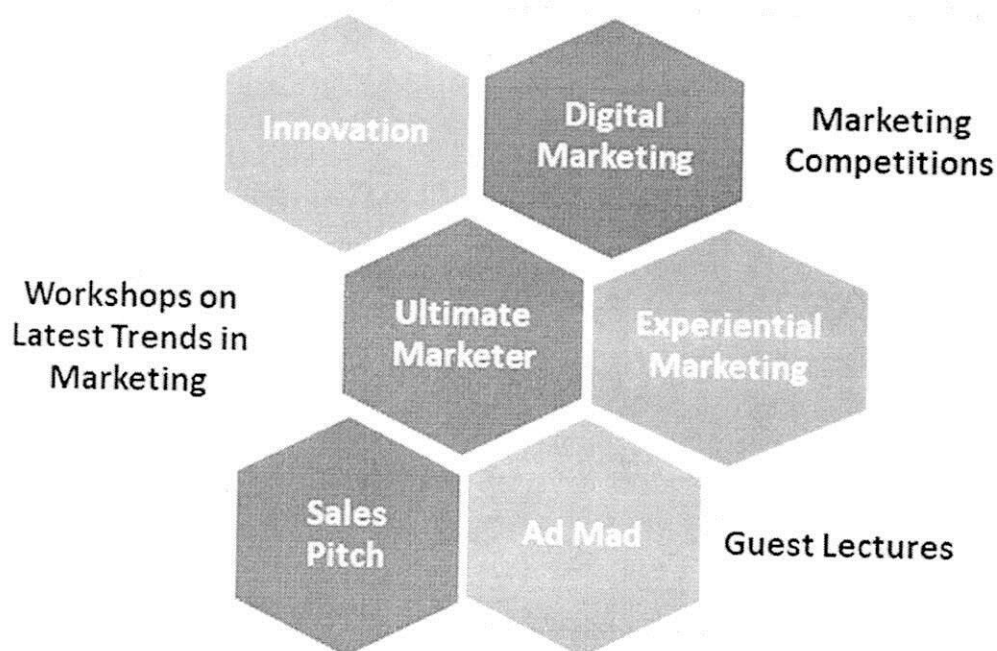 Innovation
Digital
Marketing
Marketing
Competitions
Workshops on
Latest Trends in
Marketing
Ultimate
Marketer
Experiential
Marketing
Sales
Pitch
Ad Mad
Guest Lectures